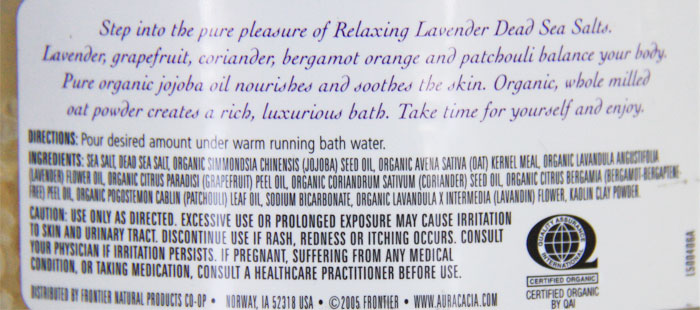 Step into the pure pleasure of Relaxing Lavender Dead Sea Salts.
Lavender, grapefruit, coriander, bergamot orange and patchouli balance your body.
Pure organic jojoba oil nourishes and soothes the skin. Organic, whole milled
oat powder creates a rich, luxurious bath. Take time for yourself and enjoy.
DIRECTIONS: Pour desired amount under warm running bath water.
INGREDIENTS: SEA SALT, DEAD SEA SALT, ORGANIC SIMMONDSIA CHINENSIS (JOJOBA) SEED OIL, ORGANIC AVENA SATIVA (OAT) KERNEL MEAL, ORGANIC LAVANDULA ANGUSTIFOLIA
(LAVENDER) FLOWER OIL, ORGANIC CITRUS PARADISI (GRAPEFRUIT) PEEL OIL, ORGANIC CORIANDRUM SATIVUM (CORIANDER) SEED OIL, ORGANIC CITRUS BERGAMIA (BERGAMOT-BERGAPTENE-
FREE) PEEL OIL, ORGANIC POGOSTEMON CABLIN (PATCHOULI) LEAF OIL, SODIUM BICARBONATE, ORGANIC LAVANDULA X INTERMEDIA (LAVANDIN) FLOWER, KAOLIN CLAY POWDER.
CAUTION: USE ONLY AS DIRECTED. EXCESSIVE USE OR PROLONGED EXPOSURE MAY CAUSE IRRITATION
TO SKIN AND URINARY TRACT. DISCONTINUE USE IF RASH, REDNESS OR ITCHING OCCURS. CONSULT
YOUR PHYSICIAN IF IRRITATION PERSISTS. IF PREGNANT, SUFFERING FROM ANY MEDICAL
CONDITION, OR TAKING MEDICATION, CONSULT A HEALTHCARE PRACTITIONER BEFORE USE.
DISTRIBUTED BY FRONTIER NATURAL PRODUCTS CO-OP • NORWAY, IA 52318 USA • ©2005 FRONTIER • WWW.AURACACIA.COM
QUALITY ASSURANCE
INTERNATIONAL
CERTIFIED ORGANIC
CERTIFIED ORGANIC
BY QAI